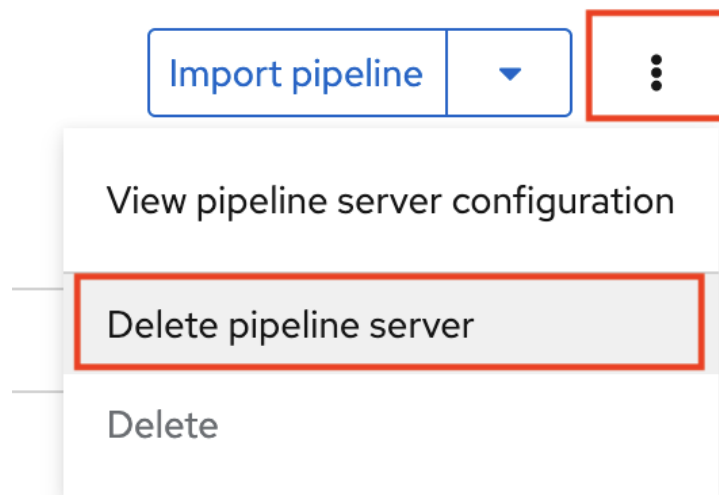 Import pipeline
View pipeline server configuration
Delete pipeline server
Delete